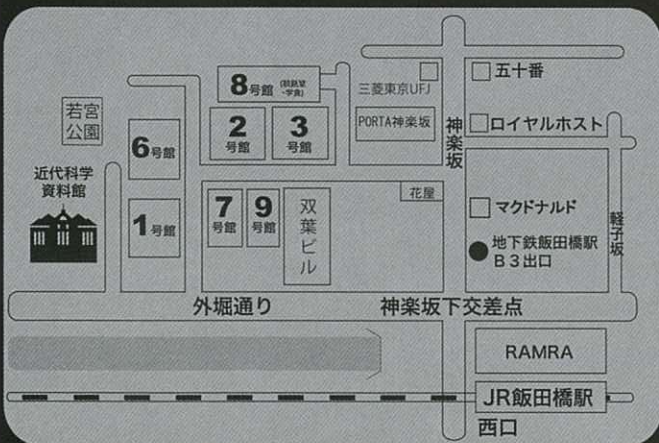 五十番
三菱東京UFJ
8号館
若宮
公園
2
号館
3
号館
PORTA神楽坂
神楽坂
ロイヤルホスト
6号館
近代科学
資料館
花屋
1号館
7
号館
9
号館
双葉ビル
マクドナルド
軽子坂
地下鉄飯田橋駅
B3出口
外堀通り
神楽坂下交差点
RAMRA
JR飯田橋駅
西口